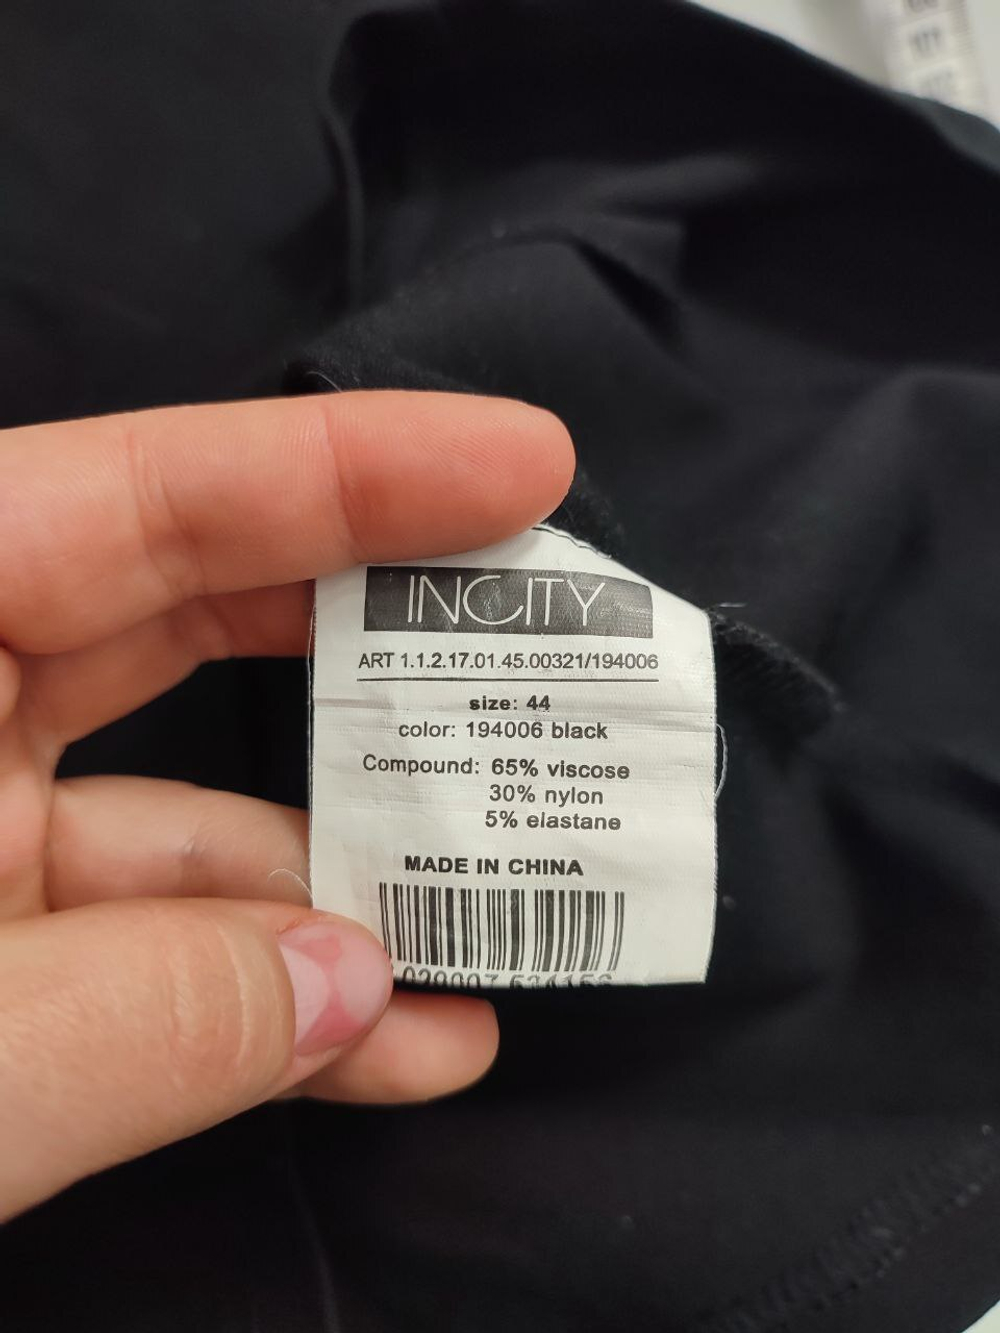 INCITY
ART 1.1.2.17.01.45.00321/194006
size: 44
color: 194006 black
Compound: 65% viscose
30% nylon
5% elastane
MADE IN CHINA